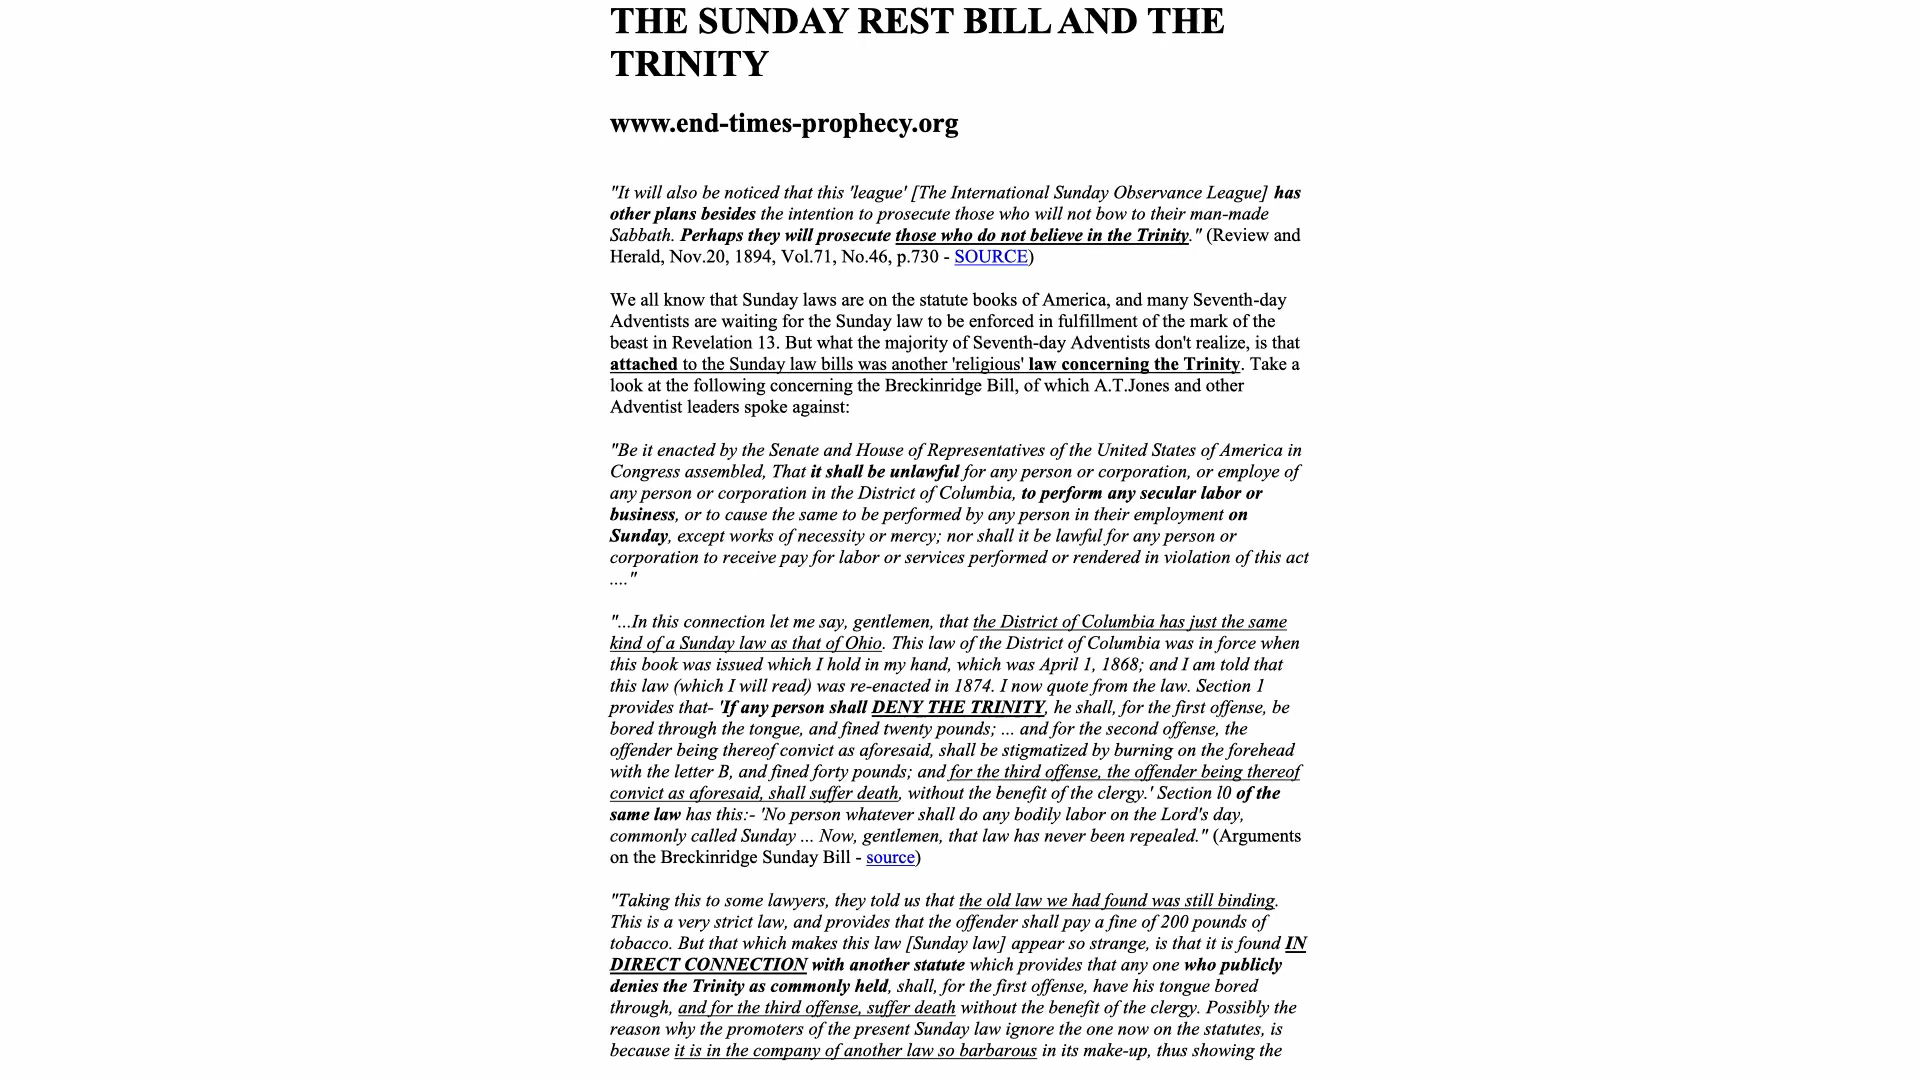 THE SUNDAY REST BILL AND THE
TRINITY
www.end-times-prophecy.org
"It will also be noticed that this 'league' [The International Sunday Observance League] has
other plans besides the intention to prosecute those who will not bow to their man-made
Sabbath. Perhaps they will prosecute those who do not believe in the Trinity." (Review and
Herald, Nov.20, 1894, Vol.71, No.46, p.730 - SOURCE)
We all know that Sunday laws are on the statute books of America, and many Seventh-day
Adventists are waiting for the Sunday law to be enforced in fulfillment of the mark of the
beast in Revelation 13. But what the majority of Seventh-day Adventists don't realize, is that
attached to the Sunday law bills was another 'religious' law concerning the Trinity. Take a
look at the following concerning the Breckinridge Bill, of which A.T.Jones and other
Adventist leaders spoke against:
"Be it enacted by the Senate and House of Representatives of the United States of America in
Congress assembled, That it shall be unlawful for any person or corporation, or employe of
any person or corporation in the District of Columbia, to perform any secular labor or
business, or to cause the same to be performed by any person in their employment on
Sunday, except works of necessity or mercy; nor shall it be lawful for any person or
corporation to receive pay for labor or services performed or rendered in violation of this act
...."
"...In this connection let me say, gentlemen, that the District of Columbia has just the same
kind of a Sunday law as that of Ohio. This law of the District of Columbia was in force when
this book was issued which I hold in my hand, which was April 1, 1868; and I am told that
this law (which I will read) was re-enacted in 1874. I now quote from the law. Section 1
provides that- 'If any person shall DENY THE TRINITY, he shall, for the first offense, be
bored through the tongue, and fined twenty pounds; ... and for the second offense, the
offender being thereof convict as aforesaid, shall be stigmatized by burning on the forehead
with the letter B, and fined forty pounds; and for the third offense, the offender being thereof
convict as aforesaid, shall suffer death, without the benefit of the clergy.' Section l0 of the
same law has this:- 'No person whatever shall do any bodily labor on the Lord's day,
commonly called Sunday ... Now, gentlemen, that law has never been repealed." (Arguments
on the Breckinridge Sunday Bill - source)
"Taking this to some lawyers, they told us that the old law we had found was still binding.
This is a very strict law, and provides that the offender shall pay a fine of 200 pounds of
tobacco. But that which makes this law [Sunday law] appear so strange, is that it is found IN
DIRECT CONNECTION with another statute which provides that any one who publicly
denies the Trinity as commonly held, shall, for the first offense, have his tongue bored
through, and for the third offense, suffer death without the benefit of the clergy. Possibly the
reason why the promoters of the present Sunday law ignore the one now on the statutes, is
because it is in the company of another law so barbarous in its make-up, thus showing the